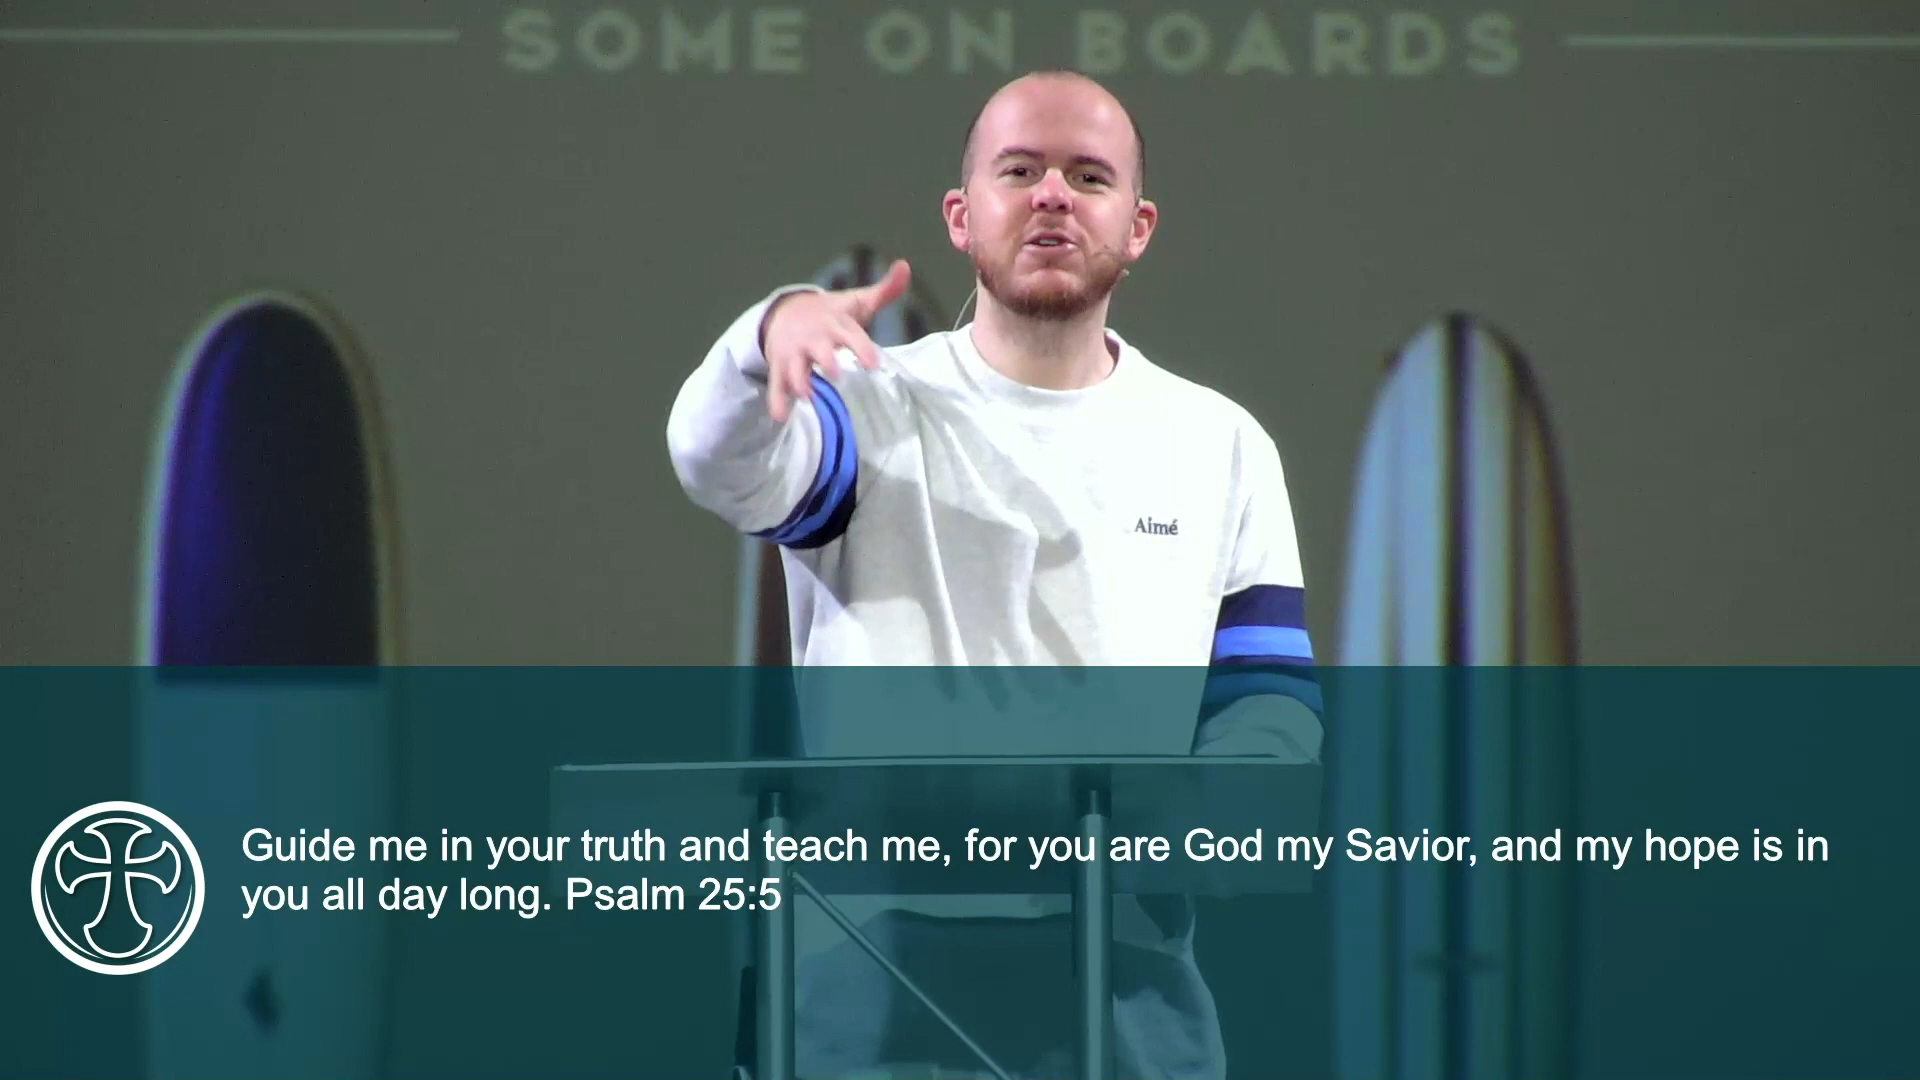 SOME ON BOARDS
Aimé
Guide me in your truth and teach me, for you are God my Savior, and my hope is in
you all day long. Psalm 25:5